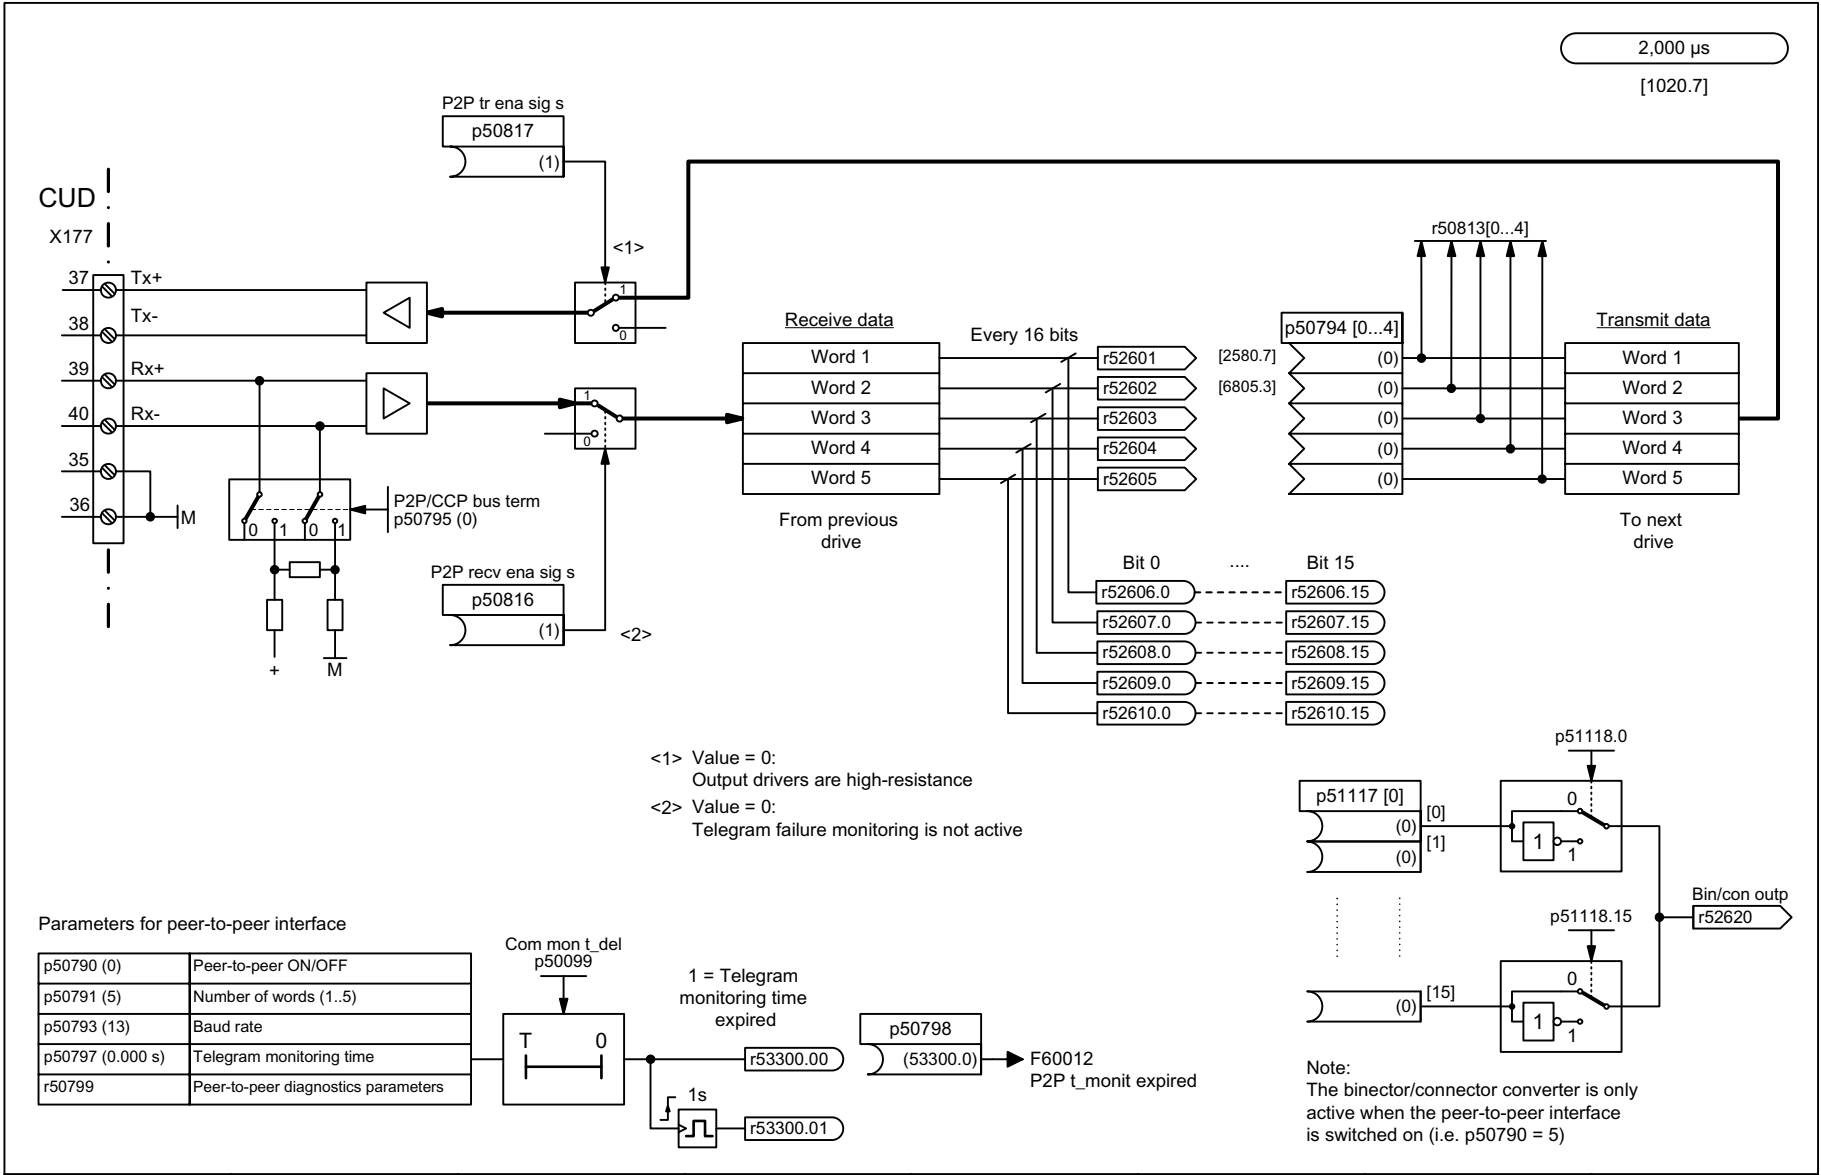 2,000 µs
[1020.7]
P2P tr ena sig s
p50817
(1)
<1>
CUD
X177
37 Tx+
38 Tx-
39 Rx+
40 Rx-
35
36
M
1
0
1
0
0 1 0 1
P2P/CCP bus term
p50795 (0)
+
M
P2P recv ena sig s
p50816
(1)
<2>
Receive data
Word 1
Word 2
Word 3
Word 4
Word 5
From previous
drive
Every 16 bits
r52601
r52602
r52603
r52604
r52605
[2580.7]
[6805.3]
r50813[0...4]
p50794 [0...4]
(0)
(0)
(0)
(0)
(0)
Transmit data
Word 1
Word 2
Word 3
Word 4
Word 5
To next
drive
Bit 0 .... Bit 15
r52606.0 r52606.15
r52607.0 r52607.15
r52608.0 r52608.15
r52609.0 r52609.15
r52610.0 r52610.15
<1> Value = 0:
Output drivers are high-resistance
<2> Value = 0:
Telegram failure monitoring is not active
p51118.0
p51117 [0]
(0) [0]
(0) [1]
0
1
1
p51118.15
(0) [15]
0
1
1
Bin/con outp
r52620
Note:
The binector/connector converter is only
active when the peer-to-peer interface
is switched on (i.e. p50790 = 5)
Parameters for peer-to-peer interface
p50790 (0) Peer-to-peer ON/OFF
p50791 (5) Number of words (1..5)
p50793 (13) Baud rate
p50797 (0.000 s) Telegram monitoring time
r50799 Peer-to-peer diagnostics parameters
Com mon t_del
p50099
T 0
1 = Telegram
monitoring time
expired
r53300.00
1s
r53300.01
p50798
(53300.0)
F60012
P2P t_monit expired